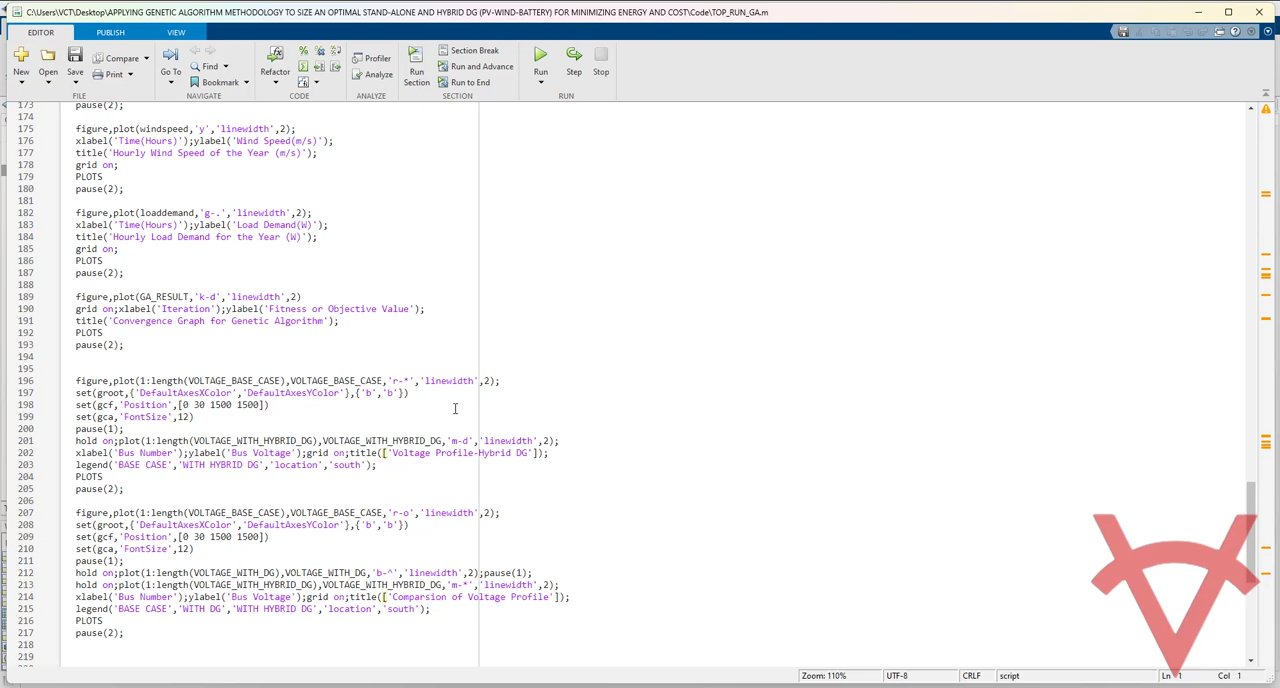 C:\Users\VCT\Desktop\APPLYING GENETIC ALGORITHM METHODOLOGY TO SIZE AN OPTIMAL STAND-ALONE AND HYBRID DG (PV-WIND-BATTERY) FOR MINIMIZING ENERGY AND COST\Code\TOP_RUN_GA.m
EDITOR PUBLISH VIEW
New Open Save Compare Print Go To Find Bookmark Refactor Profiler Analyze Run Section Section Break Run and Advance Run to End Run Step Stop
FILE NAVIGATE CODE ANALYZE SECTION RUN
173 pause(2);
174
175 figure,plot(windspeed,'y','linewidth',2);
176 xlabel('Time(Hours)');ylabel('Wind Speed(m/s)');
177 title('Hourly Wind Speed of the Year (m/s)');
178 grid on;
179 PLOTS
180 pause(2);
181
182 figure,plot(loaddemand,'g-.','linewidth',2);
183 xlabel('Time(Hours)');ylabel('Load Demand(W)');
184 title('Hourly Load Demand for the Year (W)');
185 grid on;
186 PLOTS
187 pause(2);
188
189 figure,plot(GA_RESULT,'k-d','linewidth',2)
190 grid on;xlabel('Iteration');ylabel('Fitness or Objective Value');
191 title('Convergence Graph for Genetic Algorithm');
192 PLOTS
193 pause(2);
194
195
196 figure,plot(1:length(VOLTAGE_BASE_CASE),VOLTAGE_BASE_CASE,'r-*','linewidth',2);
197 set(groot,{'DefaultAxesXColor','DefaultAxesYColor'},{'b','b'})
198 set(gcf,'Position',[0 30 1500 1500])
199 set(gca,'FontSize',12)
200 pause(1);
201 hold on;plot(1:length(VOLTAGE_WITH_HYBRID_DG),VOLTAGE_WITH_HYBRID_DG,'m-d','linewidth',2);
202 xlabel('Bus Number');ylabel('Bus Voltage');grid on;title(['Voltage Profile-Hybrid DG']);
203 legend('BASE CASE','WITH HYBRID DG','location','south');
204 PLOTS
205 pause(2);
206
207 figure,plot(1:length(VOLTAGE_BASE_CASE),VOLTAGE_BASE_CASE,'r-o','linewidth',2);
208 set(groot,{'DefaultAxesXColor','DefaultAxesYColor'},{'b','b'})
209 set(gcf,'Position',[0 30 1500 1500])
210 set(gca,'FontSize',12)
211 pause(1);
212 hold on;plot(1:length(VOLTAGE_WITH_DG),VOLTAGE_WITH_DG,'b-^','linewidth',2);pause(1);
213 hold on;plot(1:length(VOLTAGE_WITH_HYBRID_DG),VOLTAGE_WITH_HYBRID_DG,'m-*','linewidth',2);
214 xlabel('Bus Number');ylabel('Bus Voltage');grid on;title(['Comparsion of Voltage Profile']);
215 legend('BASE CASE','WITH DG','WITH HYBRID DG','location','south');
216 PLOTS
217 pause(2);
218
219
Zoom: 110% UTF-8 CRLF script Ln 1 Col 1